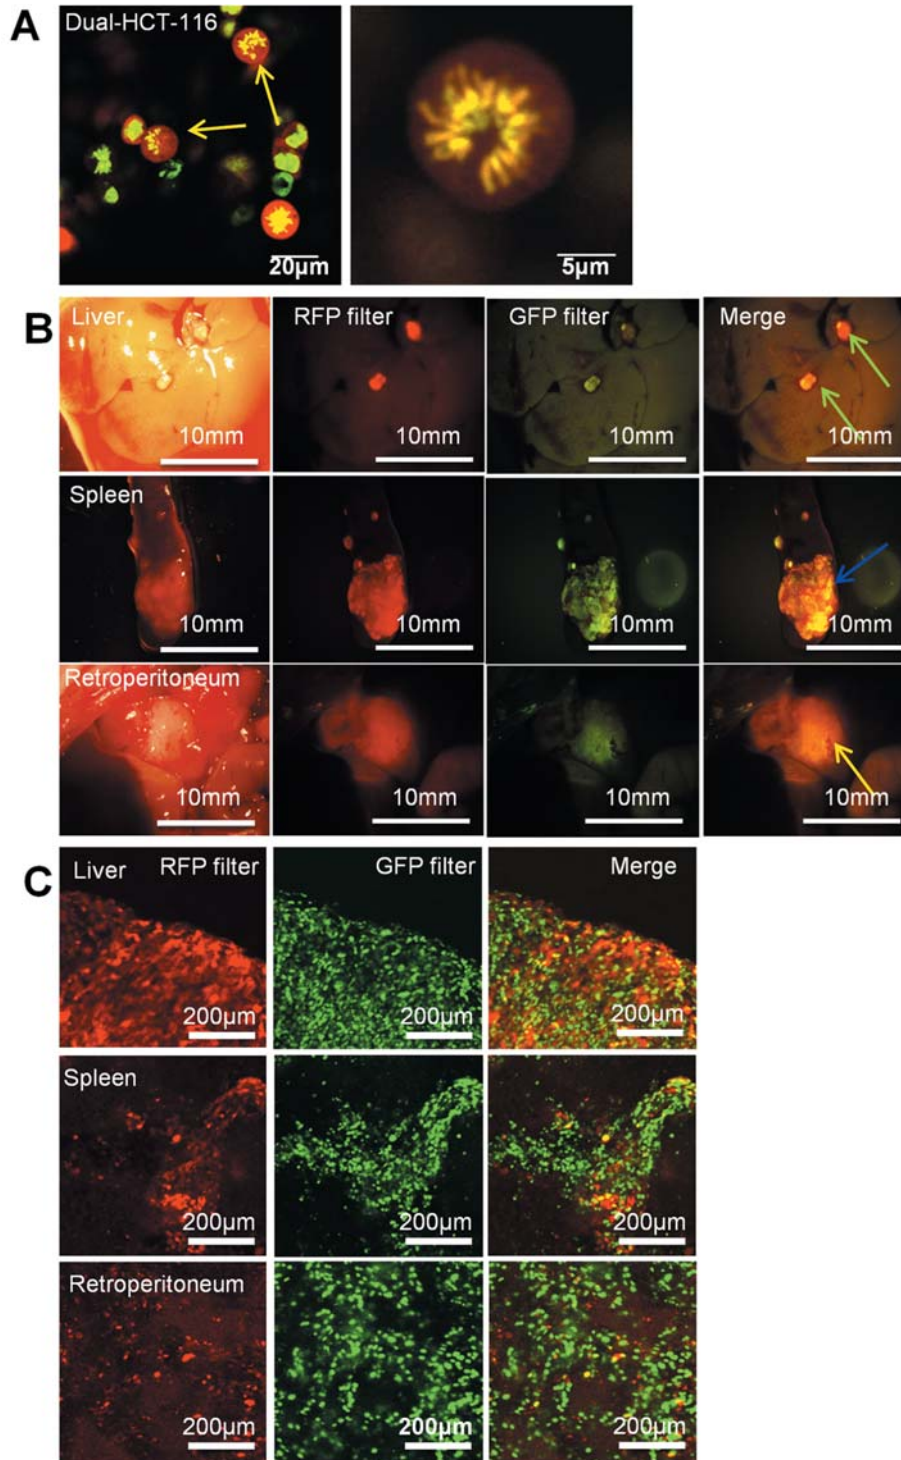 A
Dual-HCT-116
20µm
5µm
B
Liver
RFP filter
GFP filter
Merge
10mm
10mm
10mm
10mm
Spleen
10mm
10mm
10mm
10mm
Retroperitoneum
10mm
10mm
10mm
10mm
C
Liver
RFP filter
GFP filter
Merge
200µm
200µm
200µm
Spleen
200µm
200µm
200µm
Retroperitoneum
200µm
200µm
200µm